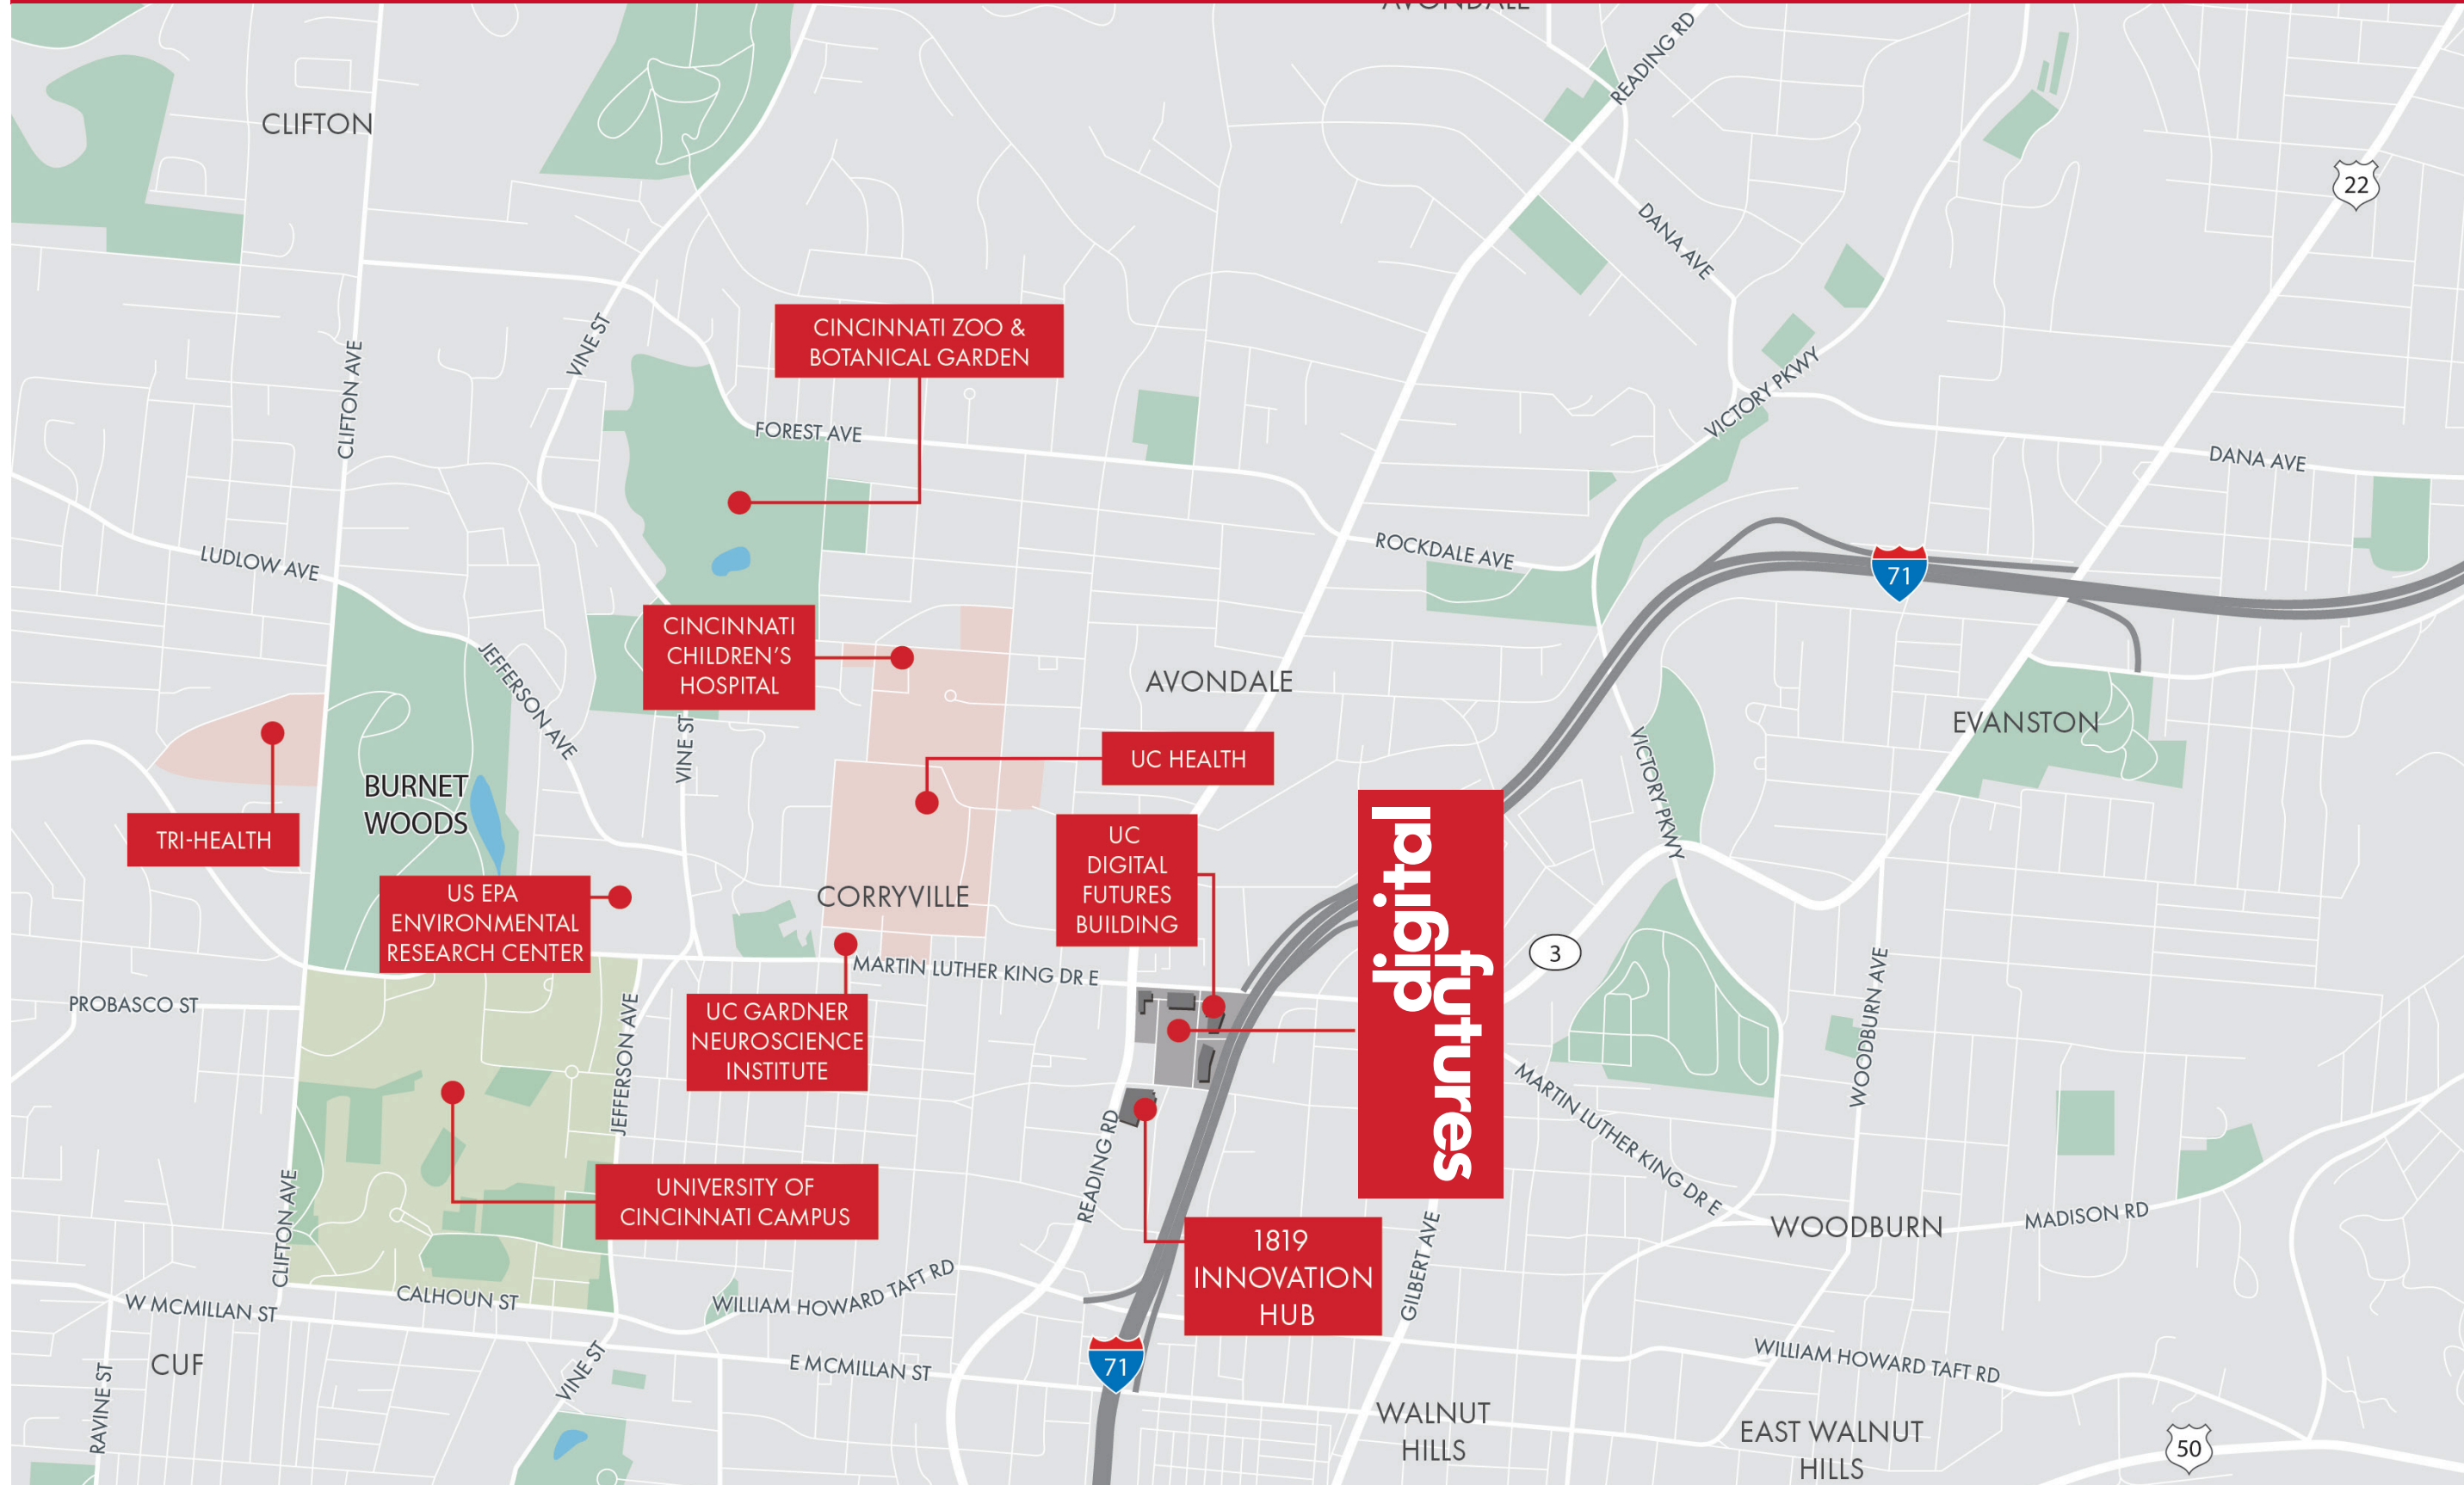 AVONDALE
READING RD
CLIFTON
22
DANA AVE
CINCINNATI ZOO &
BOTANICAL GARDEN
VINE ST
CLIFTON AVE
VICTORY PKWY
FOREST AVE
DANA AVE
ROCKDALE AVE
LUDLOW AVE
71
CINCINNATI
CHILDREN'S
HOSPITAL
JEFFERSON AVE
AVONDALE
EVANSTON
VINE ST
UC HEALTH
VICTORY PKWY
BURNET
WOODS
TRI-HEALTH
UC
DIGITAL
FUTURES
BUILDING
digital
futures
US EPA
ENVIRONMENTAL
RESEARCH CENTER
CORRYVILLE
3
MARTIN LUTHER KING DR E
PROBASCO ST
UC GARDNER
NEUROSCIENCE
INSTITUTE
JEFFERSON AVE
WOODBURN AVE
MARTIN LUTHER KING DR E
READING RD
UNIVERSITY OF
CINCINNATI CAMPUS
CLIFTON AVE
WOODBURN
MADISON RD
1819
INNOVATION
HUB
GILBERT AVE
WILLIAM HOWARD TAFT RD
CALHOUN ST
W MCMILLAN ST
CUF
VINE ST
E MCMILLAN ST
71
WILLIAM HOWARD TAFT RD
RAVINE ST
WALNUT
HILLS
EAST WALNUT
HILLS
50